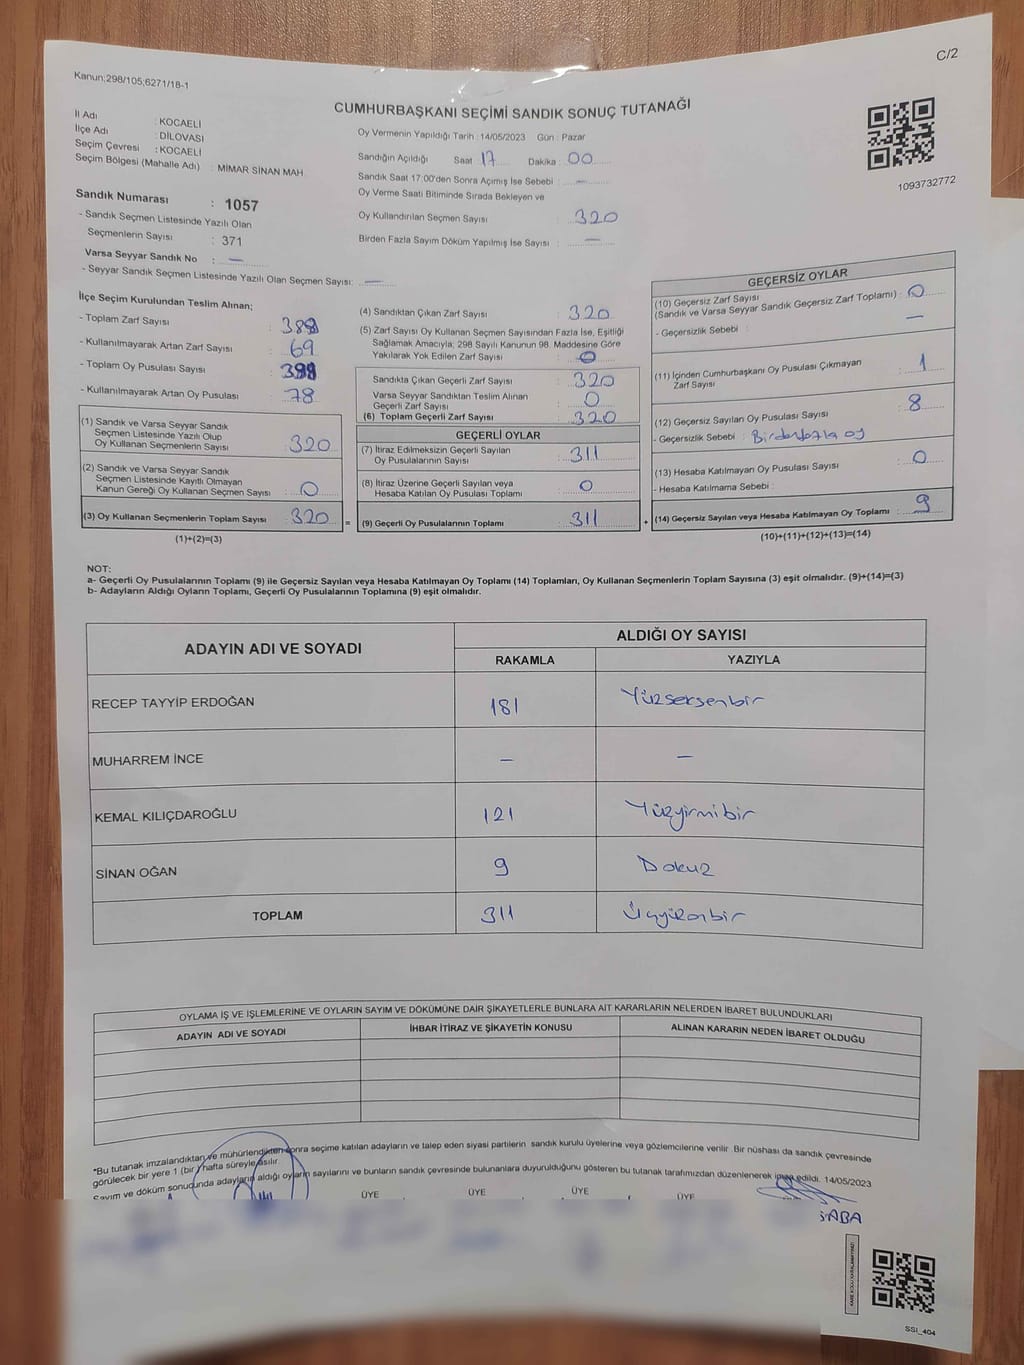 C/2
Kanun;298/105;6271/18-1
CUMHURBAŞKANI SEÇİMİ SANDIK SONUÇ TUTANAĞI
İl Adı : KOCAELİ
İlçe Adı : DİLOVASI
Seçim Çevresi : KOCAELİ
Seçim Bölgesi (Mahalle Adı) : MİMAR SİNAN MAH.
Sandık Numarası : 1057
- Sandık Seçmen Listesinde Yazılı Olan
Seçmenlerin Sayısı : 371
Varsa Seyyar Sandık No : —
- Seyyar Sandık Seçmen Listesinde Yazılı Olan Seçmen Sayısı: —
Oy Vermenin Yapıldığı Tarih : 14/05/2023 Gün : Pazar
Sandığın Açıldığı Saat 17 Dakika : 00
Sandık Saat 17:00'den Sonra Açımış İse Sebebi : —
Oy Verme Saati Bitiminde Sırada Bekleyen ve
Oy Kullandırılan Seçmen Sayısı : 320
Birden Fazla Sayım Döküm Yapılmış İse Sayısı : —
1093732772
İlçe Seçim Kurulundan Teslim Alınan;
- Toplam Zarf Sayısı :
- Kullanılmayarak Artan Zarf Sayısı : 69
- Toplam Oy Pusulası Sayısı :
- Kullanılmayarak Artan Oy Pusulası : 78
(1) Sandık ve Varsa Seyyar Sandık
Seçmen Listesinde Yazılı Olup
Oy Kullanan Seçmenlerin Sayısı : 320
(2) Sandık ve Varsa Seyyar Sandık
Seçmen Listesinde Kayıtlı Olmayan
Kanun Gereği Oy Kullanan Seçmen Sayısı : 0
(3) Oy Kullanan Seçmenlerin Toplam Sayısı : 320
(1)+(2)=(3)
=
(4) Sandıktan Çıkan Zarf Sayısı : 320
(5) Zarf Sayısı Oy Kullanan Seçmen Sayısından Fazla İse, Eşitliği
Sağlamak Amacıyla; 298 Sayılı Kanunun 98. Maddesine Göre
Yakılarak Yok Edilen Zarf Sayısı : 0
Sandıkta Çıkan Geçerli Zarf Sayısı : 320
Varsa Seyyar Sandıktan Teslim Alınan
Geçerli Zarf Sayısı : 0
(6) Toplam Geçerli Zarf Sayısı : 320
GEÇERLİ OYLAR
(7) İtiraz Edilmeksizin Geçerli Sayılan
Oy Pusulalarının Sayısı : 311
(8) İtiraz Üzerine Geçerli Sayılan veya
Hesaba Katılan Oy Pusulası Toplamı : 0
(9) Geçerli Oy Pusulalarının Toplamı : 311
+
GEÇERSİZ OYLAR
(10) Geçersiz Zarf Sayısı
(Sandık ve Varsa Seyyar Sandık Geçersiz Zarf Toplamı) : 0
- Geçersizlik Sebebi : —
(11) İçinden Cumhurbaşkanı Oy Pusulası Çıkmayan
Zarf Sayısı : 1
(12) Geçersiz Sayılan Oy Pusulası Sayısı : 8
- Geçersizlik Sebebi : Birdenfazla oy
(13) Hesaba Katılmayan Oy Pusulası Sayısı : 0
- Hesaba Katılmama Sebebi :
(14) Geçersiz Sayılan veya Hesaba Katılmayan Oy Toplamı : 9
(10)+(11)+(12)+(13)=(14)
NOT:
a- Geçerli Oy Pusulalarının Toplamı (9) ile Geçersiz Sayılan veya Hesaba Katılmayan Oy Toplamı (14) Toplamları, Oy Kullanan Seçmenlerin Toplam Sayısına (3) eşit olmalıdır. (9)+(14)=(3)
b- Adayların Aldığı Oyların Toplamı, Geçerli Oy Pusulalarının Toplamına (9) eşit olmalıdır.
ADAYIN ADI VE SOYADI ALDIĞI OY SAYISI
RAKAMLA YAZIYLA
RECEP TAYYİP ERDOĞAN 181 Yüzseksenbir
MUHARREM İNCE — —
KEMAL KILIÇDAROĞLU 121 Yüzyirmibir
SİNAN OĞAN 9 Dokuz
TOPLAM 311 Üçyüzonbir
OYLAMA İŞ VE İŞLEMLERİNE VE OYLARIN SAYIM VE DÖKÜMÜNE DAİR ŞİKAYETLERLE BUNLARA AİT KARARLARIN NELERDEN İBARET BULUNDUKLARI
ADAYIN ADI VE SOYADI İHBAR İTİRAZ VE ŞİKAYETİN KONUSU ALINAN KARARIN NEDEN İBARET OLDUĞU
*Bu tutanak imzalandıktan ve mühürlendikten sonra seçime katılan adayların ve talep eden siyasi partilerin sandık kurulu üyelerine veya gözlemcilerine verilir. Bir nüshası da sandık çevresinde
görülecek bir yere 1 (bir) hafta süreyle asılır.
Sayım ve döküm sonucunda adayların aldığı oyların sayılarını ve bunların sandık çevresinde bulunanlara duyurulduğunu gösteren bu tutanak tarafımızdan düzenlenerek imza edildi. 14/05/2023
ÜYE ÜYE ÜYE ÜYE
SSI_404